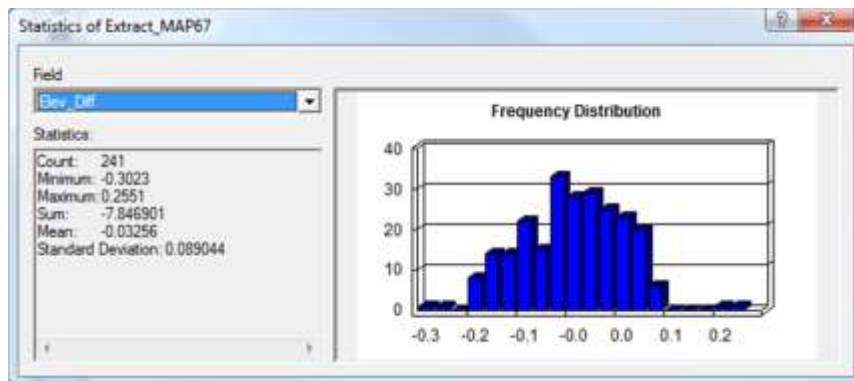 Statistics of Extract_MAP67
Field
Elev_Diff
Statistics:
Count: 241
Minimum: -0.3023
Maximum: 0.2551
Sum: -7.846901
Mean: -0.03256
Standard Deviation: 0.089044
Frequency Distribution
40
30
20
10
0
-0.3 -0.2 -0.1 -0.0 0.0 0.1 0.2